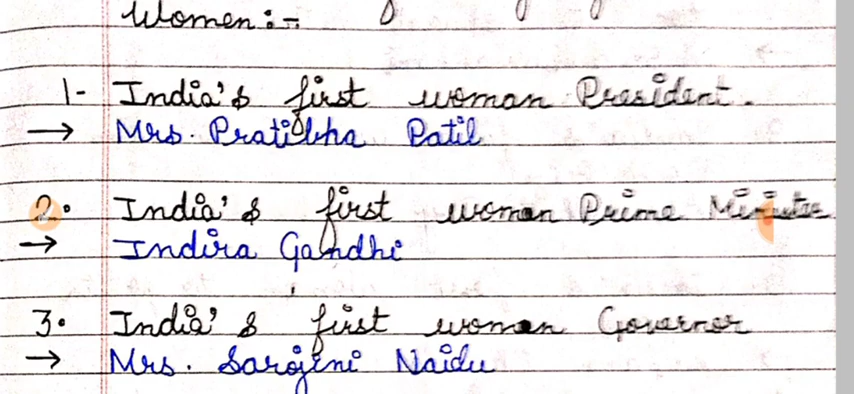 Women:-
1- India's first woman President.
→ Mrs. Pratibha Patil
2. India's first woman Prime Minister
→ Indira Gandhi
3. India's first woman Governor
→ Mrs. Sarojini Naidu